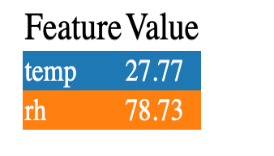 Feature Value
temp 27.77
rh 78.73